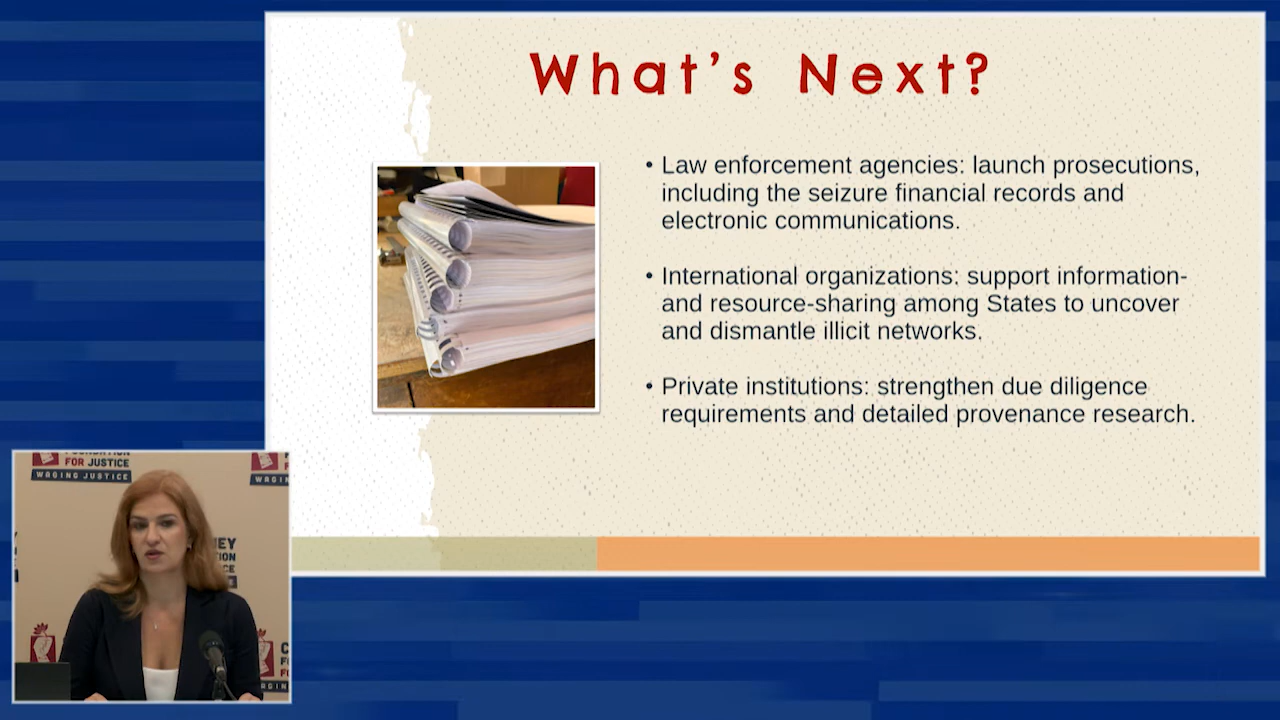 What's Next?
• Law enforcement agencies: launch prosecutions,
including the seizure financial records and
electronic communications.
• International organizations: support information-
and resource-sharing among States to uncover
and dismantle illicit networks.
• Private institutions: strengthen due diligence
requirements and detailed provenance research.
FOUNDATION
FOR JUSTICE
WAGING JUSTICE